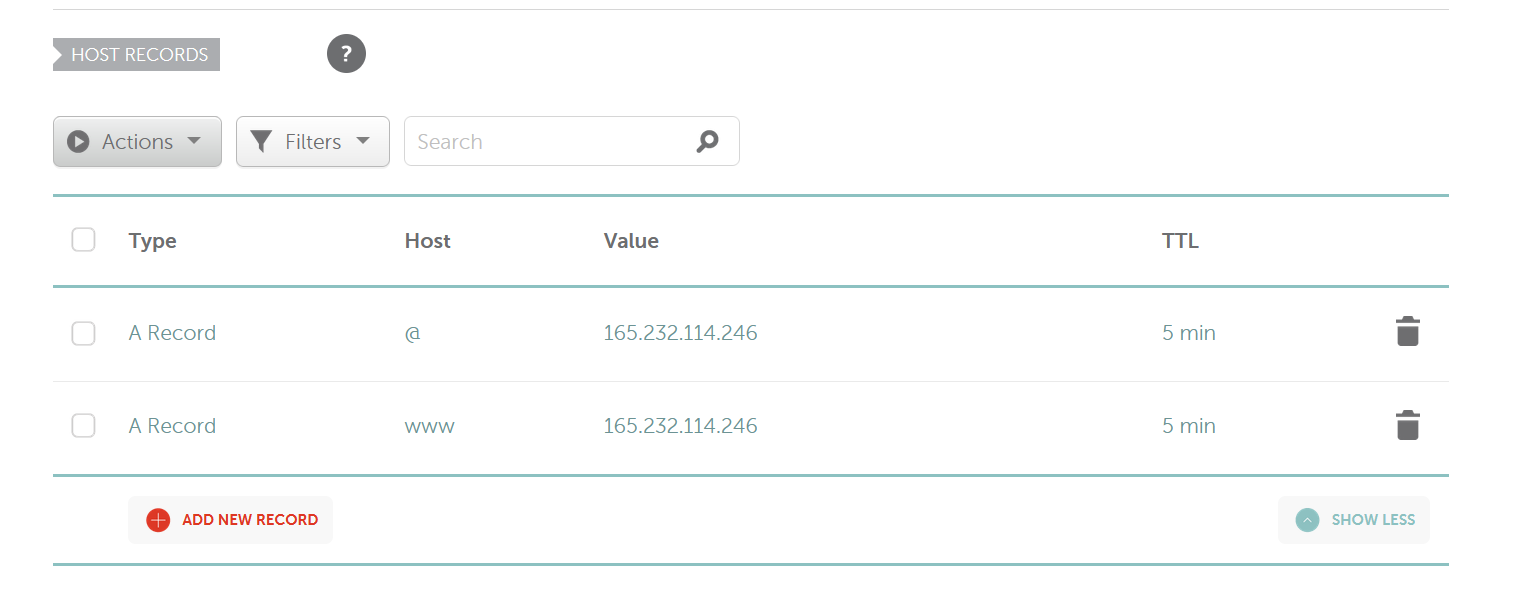 HOST RECORDS ?
Actions Filters Search
Type Host Value TTL
A Record @ 165.232.114.246 5 min
A Record www 165.232.114.246 5 min
ADD NEW RECORD SHOW LESS